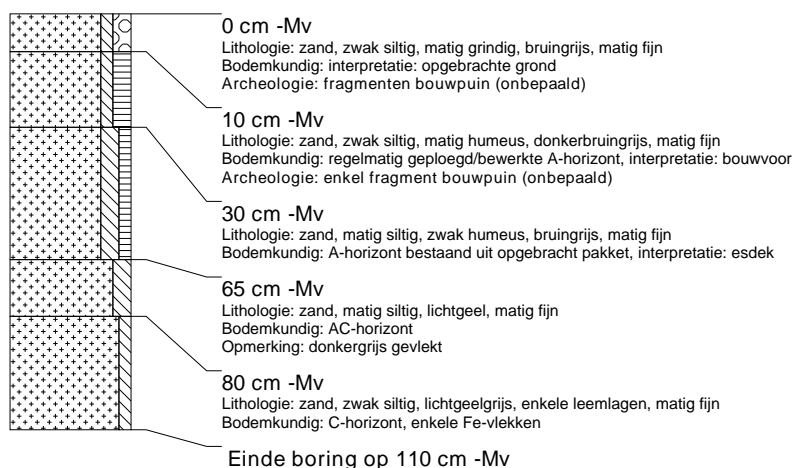 0 cm -Mv
Lithologie: zand, zwak siltig, matig grindig, bruingrijs, matig fijn
Bodemkundig: interpretatie: opgebrachte grond
Archeologie: fragmenten bouwpuin (onbepaald)
10 cm -Mv
Lithologie: zand, zwak siltig, matig humeus, donkerbruingrijs, matig fijn
Bodemkundig: regelmatig geploegd/bewerkte A-horizont, interpretatie: bouwvoor
Archeologie: enkel fragment bouwpuin (onbepaald)
30 cm -Mv
Lithologie: zand, matig siltig, zwak humeus, bruingrijs, matig fijn
Bodemkundig: A-horizont bestaand uit opgebracht pakket, interpretatie: esdek
65 cm -Mv
Lithologie: zand, matig siltig, lichtgeel, matig fijn
Bodemkundig: AC-horizont
Opmerking: donkergrijs gevlekt
80 cm -Mv
Lithologie: zand, zwak siltig, lichtgeelgrijs, enkele leemlagen, matig fijn
Bodemkundig: C-horizont, enkele Fe-vlekken
Einde boring op 110 cm -Mv